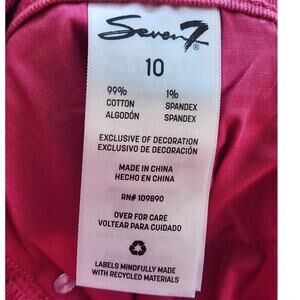 Seven7®
10
99% 1%
COTTON SPANDEX
ALGODÓN SPANDEX
EXCLUSIVE OF DECORATION
EXCLUSIVO DE DECORACIÓN
MADE IN CHINA
HECHO EN CHINA
RN# 109890
OVER FOR CARE
VOLTEAR PARA CUIDADO
LABELS MINDFULLY MADE
WITH RECYCLED MATERIALS